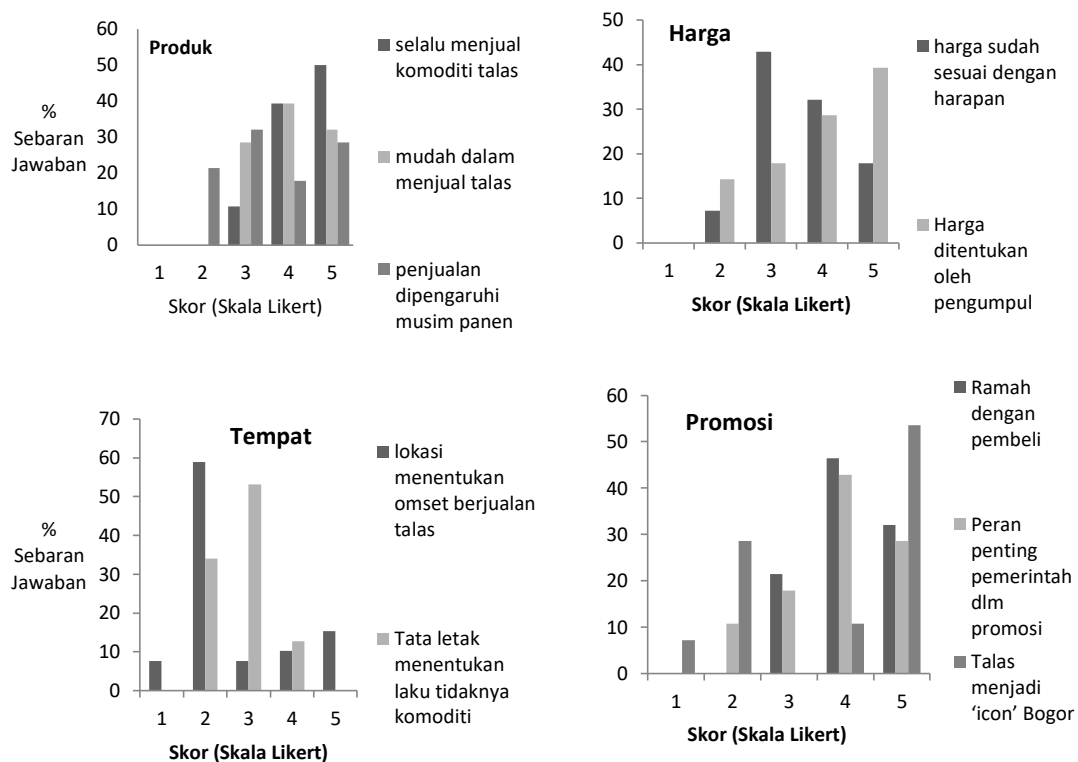 Produk
%
Sebaran
Jawaban
60
50
40
30
20
10
0
1 2 3 4 5
Skor (Skala Likert)
selalu menjual
komoditi talas
mudah dalam
menjual talas
penjualan
dipengaruhi
musim panen
Harga
50
40
30
20
10
0
1 2 3 4 5
Skor (Skala Likert)
harga sudah
sesuai dengan
harapan
Harga
ditentukan
oleh
pengumpul
Tempat
%
Sebaran
Jawaban
70
60
50
40
30
20
10
0
1 2 3 4 5
Skor (Skala Likert)
lokasi
menentukan
omset berjualan
talas
Tata letak
menentukan
laku tidaknya
komoditi
Promosi
60
50
40
30
20
10
0
1 2 3 4 5
Skor (Skala Likert)
Ramah
dengan
pembeli
Peran
penting
pemerintah
dlm
promosi
Talas
menjadi
‘icon’ Bogor